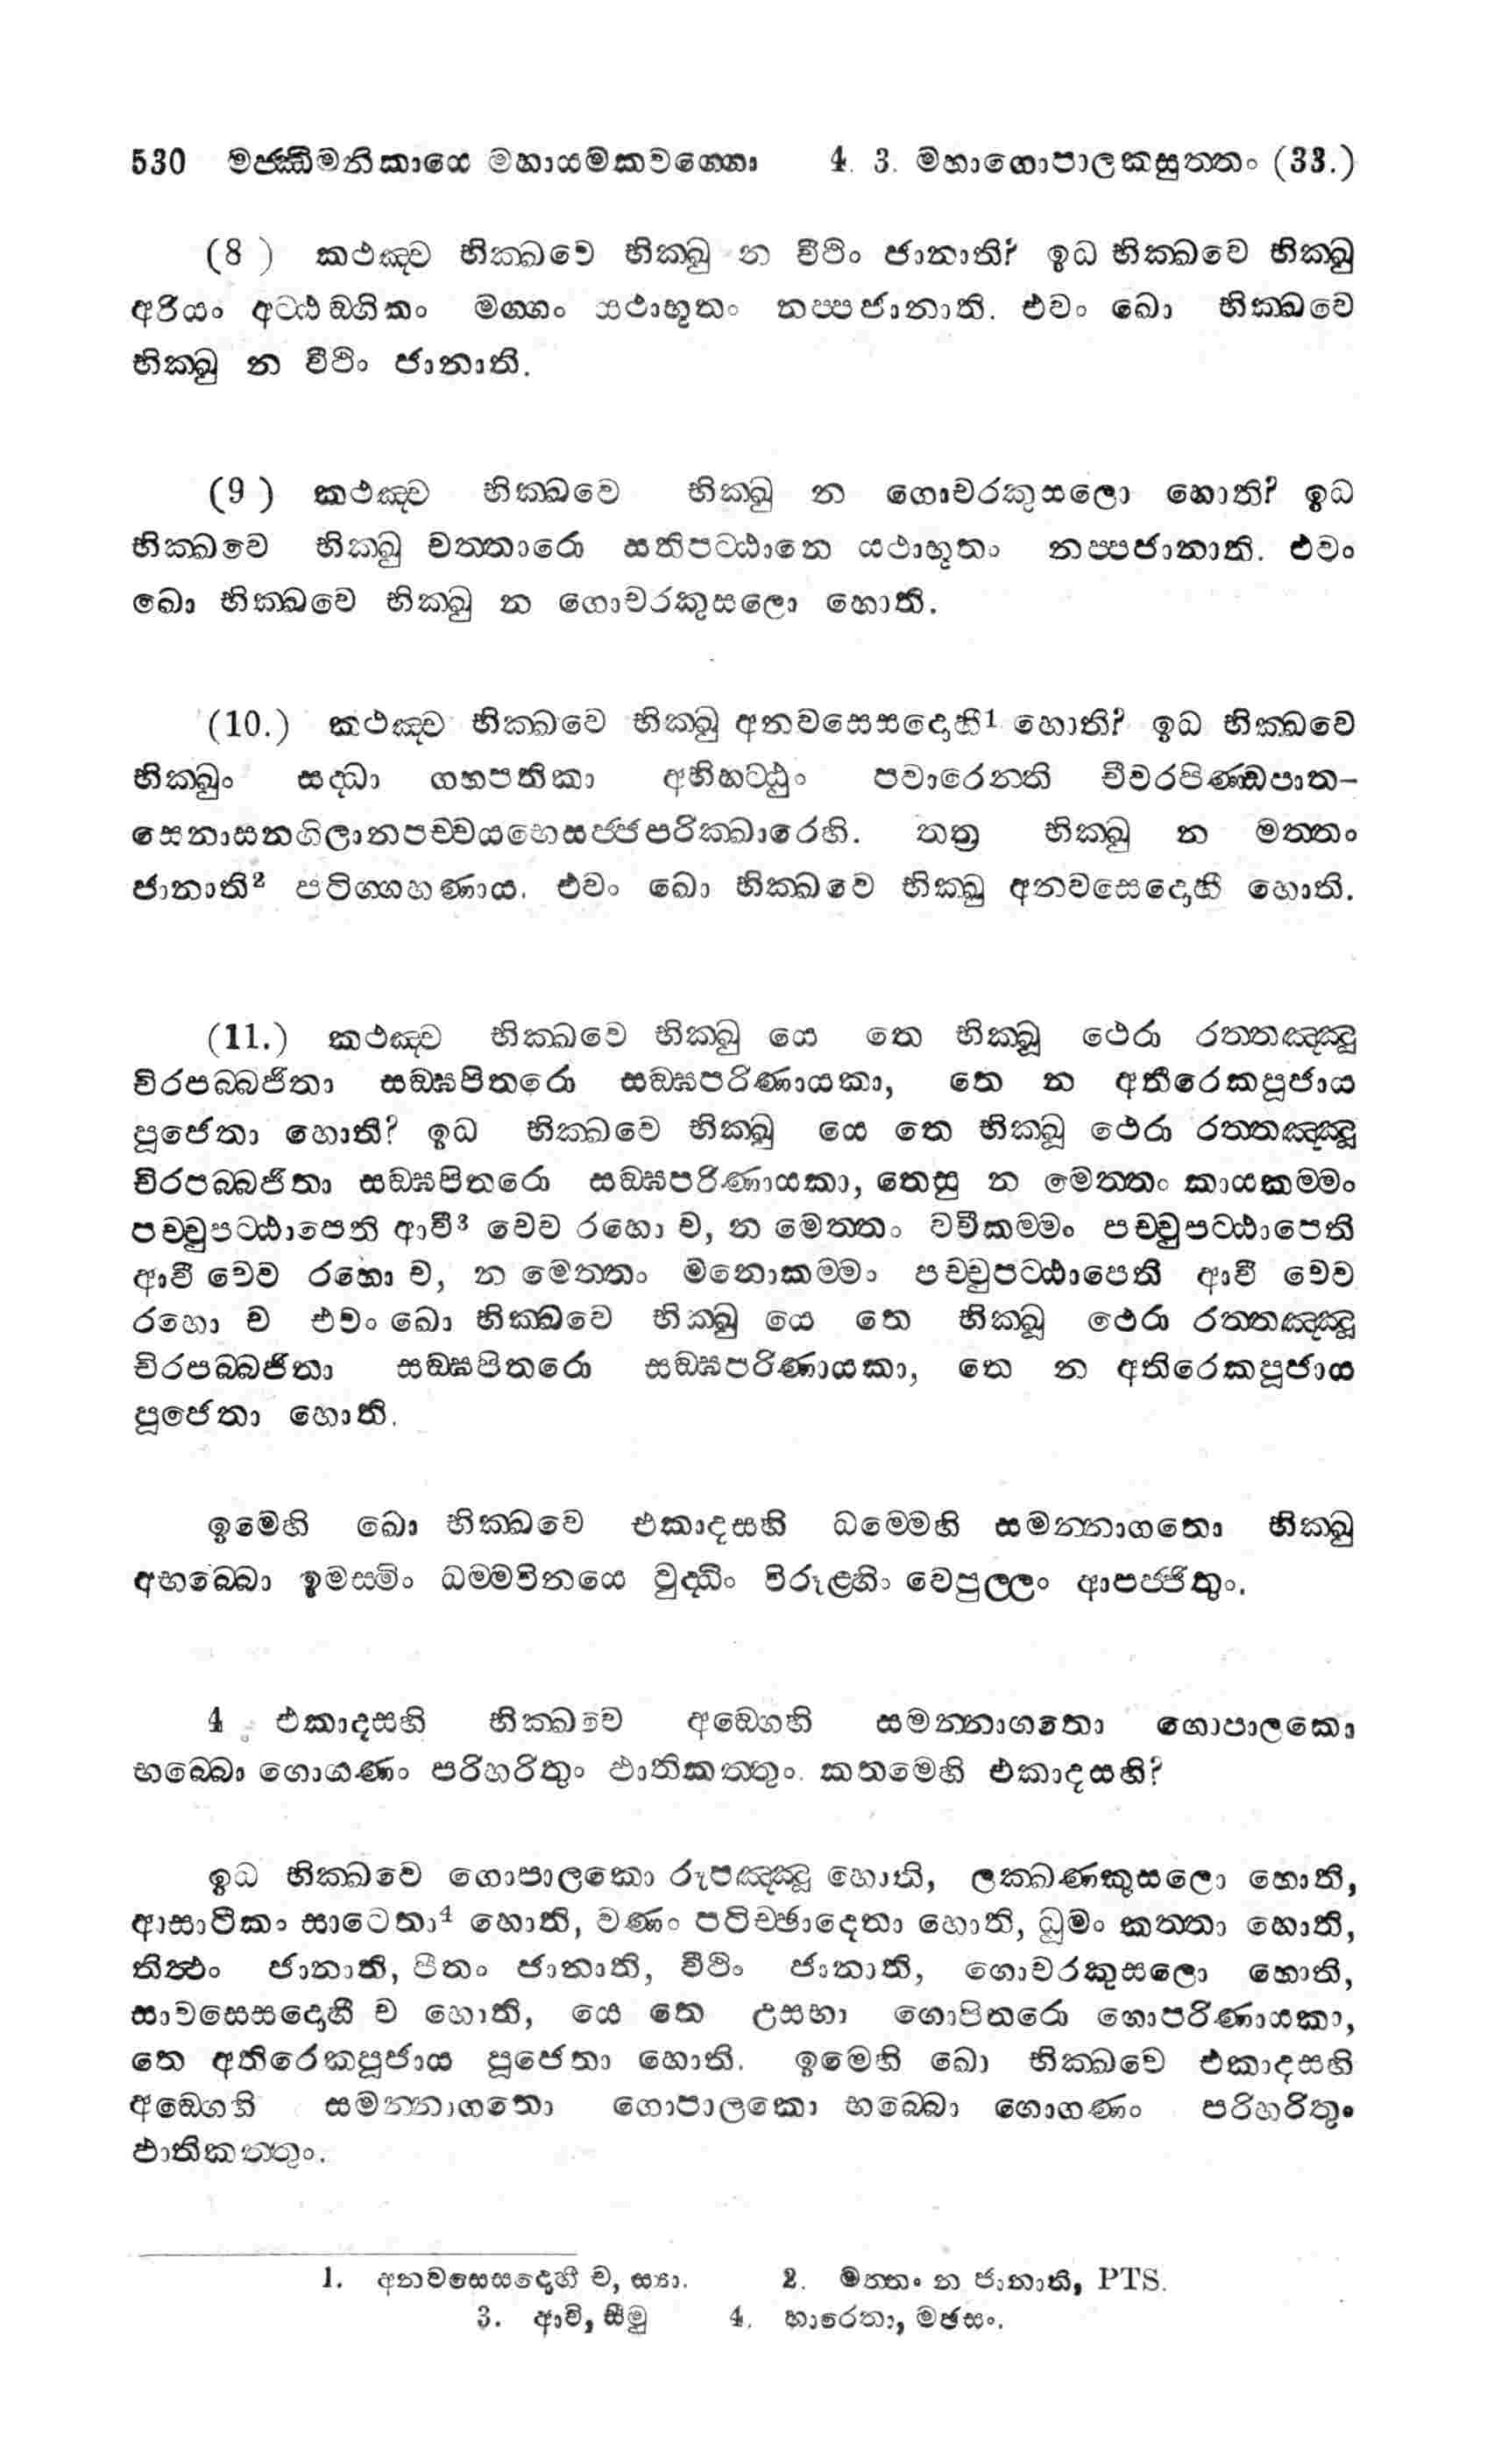 530 මජ්ඣිමනිකායෙ මහායමකවග්ගො 4. 3. මහාගොපාලකසුත්තං (33.)
(8 ) කථඤ්ච භික්ඛවෙ භික්ඛු න වීථිං ජානාති? ඉධ භික්ඛවෙ භික්ඛු
අරියං අට්ඨඞ්ගිකං මග්ගං යථාභූතං නප්පජානාති. එවං ඛො භික්ඛවෙ
භික්ඛු න වීථිං ජානාති.
(9 ) කථඤ්ච භික්ඛවෙ භික්ඛු න ගොචරකුසලො හොති? ඉධ
භික්ඛවෙ භික්ඛු චත්තාරො සතිපට්ඨානෙ යථාභූතං නප්පජානාති. එවං
ඛො භික්ඛවෙ භික්ඛු න ගොචරකුසලො හොති.
(10.) කථඤ්ච භික්ඛවෙ භික්ඛු අනවසෙසදොහී1 හොති? ඉධ භික්ඛවෙ
භික්ඛුං සද්ධා ගහපතිකා අභිහට්ඨුං පවාරෙන්ති චීවරපිණ්ඩපාත-
සෙනාසනගිලානපච්චයභෙසජ්ජපරික්ඛාරෙහි. තත්‍ර භික්ඛු න මත්තං
ජානාති2 පටිග්ගහණාය. එවං ඛො භික්ඛවෙ භික්ඛු අනවසෙදොහී හොති.
(11.) කථඤ්ච භික්ඛවෙ භික්ඛු යෙ තෙ භික්ඛූ ථෙරා රත්තඤ්ඤූ
චිරපබ්බජිතා සඞ්ඝපිතරො සඞ්ඝපරිණායකා, තෙ න අතීරෙකපූජාය
පූජෙතා හොති? ඉධ භික්ඛවෙ භික්ඛු යෙ තෙ භික්ඛූ ථෙරා රත්තඤ්ඤූ
චිරපබ්බජිතා සඞ්ඝපිතරො සඞ්ඝපරිණායකා, තෙසු න මෙත්තං කායකම්මං
පච්චුපට්ඨාපෙති ආවී3 චෙව රහො ච, න මෙත්තං වචීකම්මං පච්චුපට්ඨාපෙති
ආවී චෙව රහො ච, න මෙත්තං මනොකම්මං පච්චුපට්ඨාපෙති ආවී චෙව
රහො ච එවං ඛො භික්ඛවෙ භික්ඛු යෙ තෙ භික්ඛූ ථෙරා රත්තඤ්ඤූ
චිරපබ්බජිතා සඞ්ඝපිතරො සඞ්ඝපරිණායකා, තෙ න අතිරෙකපූජාය
පූජෙතා හොති.
ඉමෙහි ඛො භික්ඛවෙ එකාදසහි ධම්මෙහි සමන්නාගතො භික්ඛු
අභබ්බො ඉමස්මිං ධම්මවිනයෙ වුද්ධිං විරූළ්හිං වෙපුල්ලං ආපජ්ජිතුං.
4. එකාදසහි භික්ඛවෙ අඞ්ගෙහි සමන්නාගතො ගොපාලකො
භබ්බො ගොගණං පරිහරිතුං ඵාතිකත්තුං. කතමෙහි එකාදසහි?
ඉධ භික්ඛවෙ ගොපාලකො රූපඤ්ඤූ හොති, ලක්ඛණකුසලො හොති,
ආසාටිකං සාටෙතා4 හොති, වණං පටිච්ඡාදෙතා හොති, ධූමං කත්තා හොති,
තිත්ථං ජානාති, පීතං ජානාති, වීථිං ජානාති, ගොචරකුසලො හොති,
සාවසෙසදොහී ච හොති, යෙ තෙ උසභා ගොපිතරො ගොපරිණායකා,
තෙ අතිරෙකපූජාය පූජෙතා හොති. ඉමෙහි ඛො භික්ඛවෙ එකාදසහි
අඞ්ගෙහි සමන්නාගතො ගොපාලකො භබ්බො ගොගණං පරිහරිතුං
ඵාතිකත්තුං.
1. අනවසෙසදොහී ච, ස්‍යා. 2. මත්තං න ජානාති, PTS.
3. ආවි, සීමු 4. හාරෙතා, මඡසං.